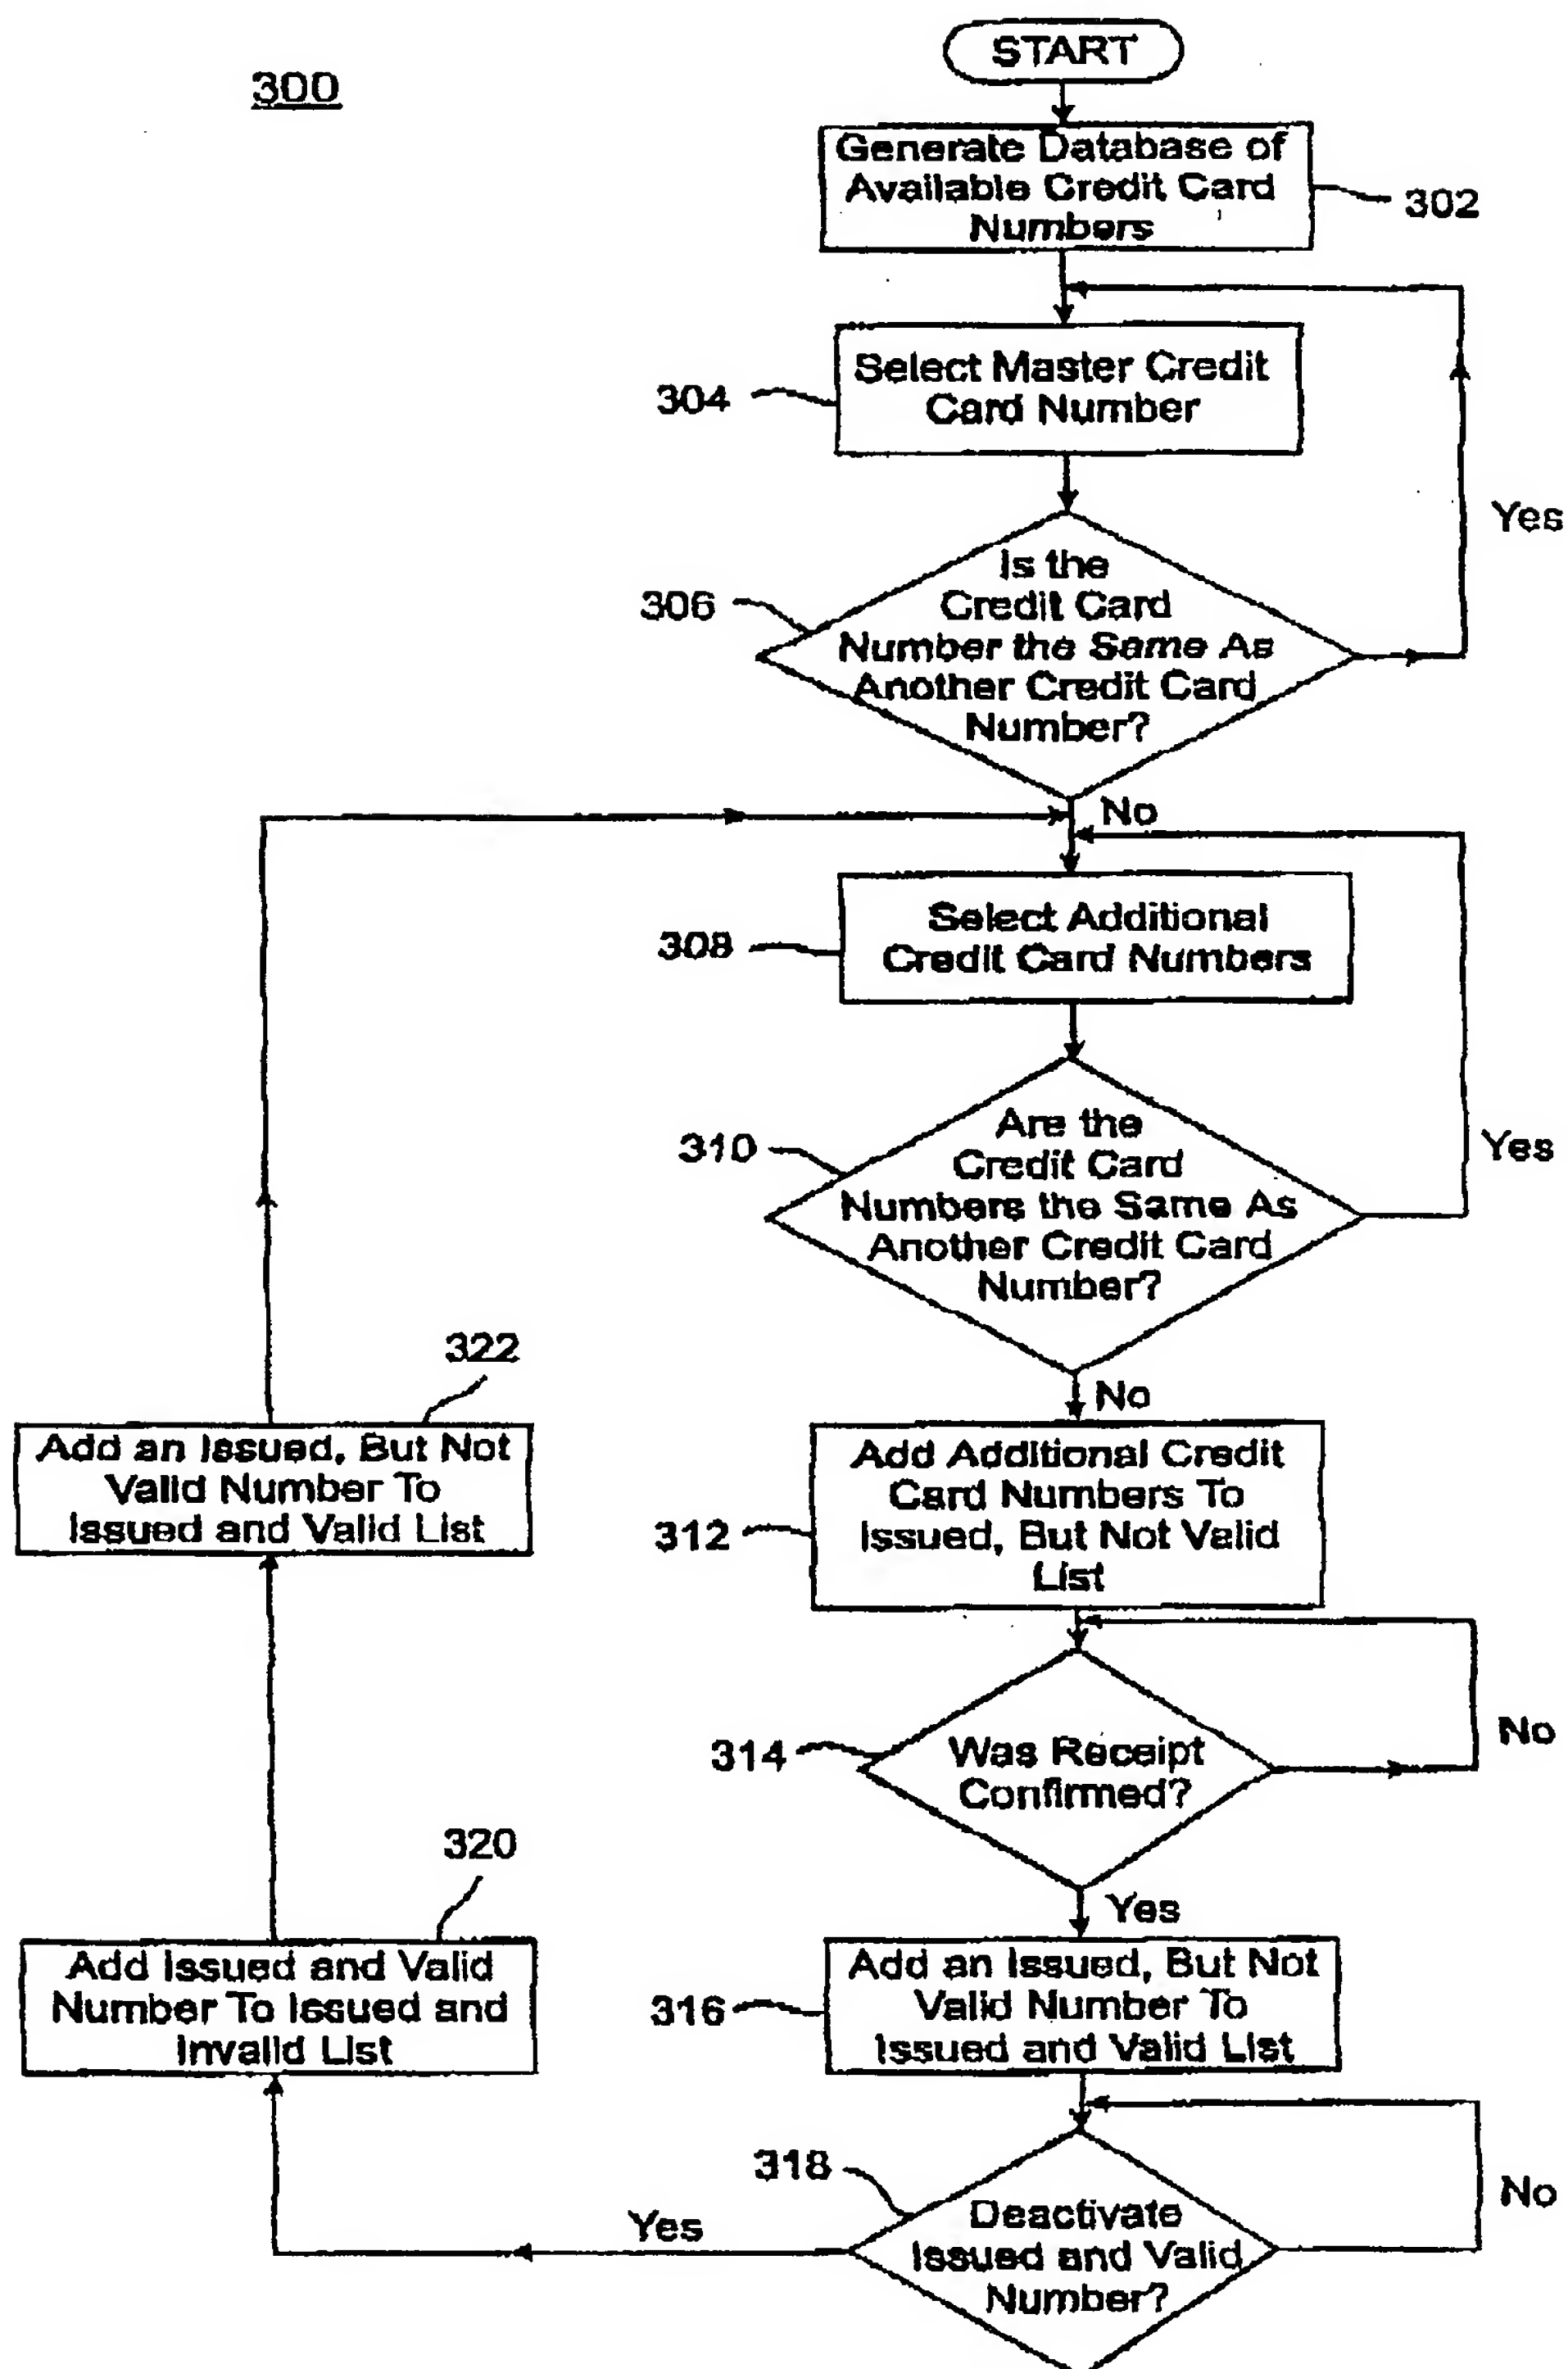 300
START
Generate Database of
Available Credit Card
Numbers
302
304
Select Master Credit
Card Number
Yes
306
Is the
Credit Card
Number the Same As
Another Credit Card
Number?
No
308
Select Additional
Credit Card Numbers
310
Are the
Credit Card
Numbers the Same As
Another Credit Card
Number?
Yes
No
322
Add an Issued, But Not
Valid Number To
Issued and Valid List
312
Add Additional Credit
Card Numbers To
Issued, But Not Valid
List
314
Was Receipt
Confirmed?
No
Yes
320
Add Issued and Valid
Number To Issued and
Invalid List
316
Add an Issued, But Not
Valid Number To
Issued and Valid List
318
Deactivate
Issued and Valid
Number?
Yes
No